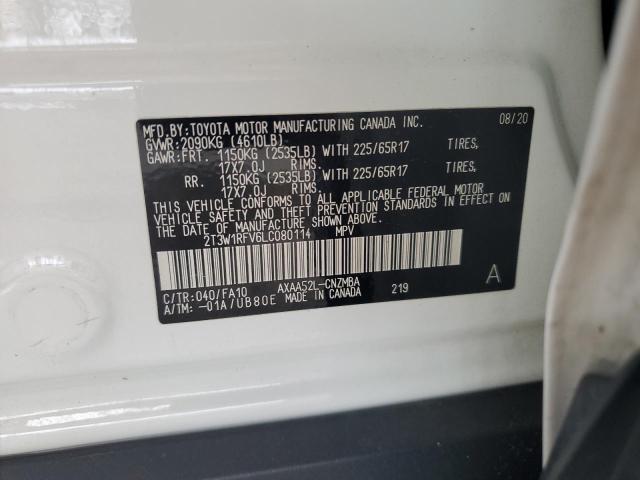 MFD.BY:TOYOTA MOTOR MANUFACTURING CANADA INC. 08/20
GVWR:2090KG (4610LB)
GAWR:FRT. 1150KG (2535LB) WITH 225/65R17 TIRES,
17X7.0J RIMS.
RR. 1150KG (2535LB) WITH 225/65R17 TIRES,
17X7.0J RIMS.
THIS VEHICLE CONFORMS TO ALL APPLICABLE FEDERAL MOTOR
VEHICLE SAFETY AND THEFT PREVENTION STANDARDS IN EFFECT
ON THE DATE OF MANUFACTURE SHOWN ABOVE.
2T3W1RFV6LC080114 MPV
A
C/TR:040/FA10 AXAA52L-CNZMBA 219
A/TM:-01A/UB80E MADE IN CANADA